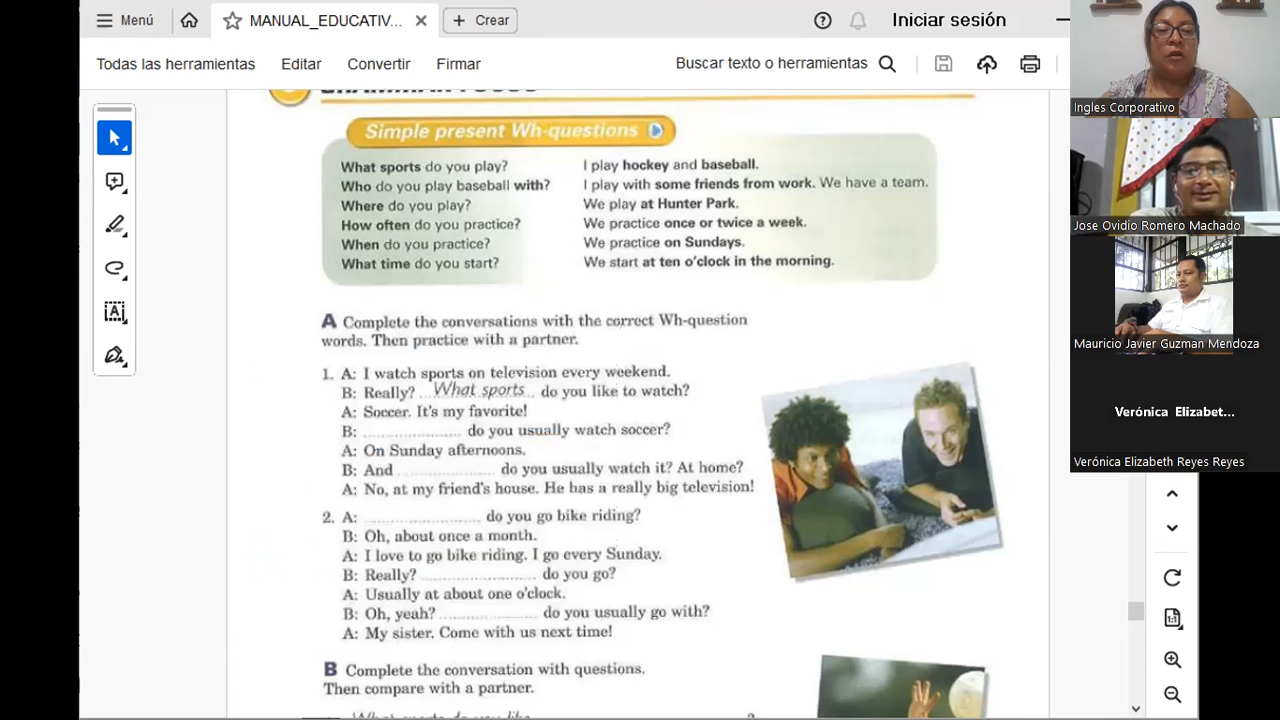 Menú
MANUAL_EDUCATIV...
Crear
Iniciar sesión
Todas las herramientas
Editar
Convertir
Firmar
Buscar texto o herramientas
Simple present Wh-questions
What sports do you play? I play hockey and baseball.
Who do you play baseball with? I play with some friends from work. We have a team.
Where do you play? We play at Hunter Park.
How often do you practice? We practice once or twice a week.
When do you practice? We practice on Sundays.
What time do you start? We start at ten o'clock in the morning.
A Complete the conversations with the correct Wh-question
words. Then practice with a partner.
1. A: I watch sports on television every weekend.
B: Really? What sports do you like to watch?
A: Soccer. It's my favorite!
B: ................ do you usually watch soccer?
A: On Sunday afternoons.
B: And ................ do you usually watch it? At home?
A: No, at my friend's house. He has a really big television!
2. A: ................ do you go bike riding?
B: Oh, about once a month.
A: I love to go bike riding. I go every Sunday.
B: Really? ................ do you go?
A: Usually at about one o'clock.
B: Oh, yeah? ................ do you usually go with?
A: My sister. Come with us next time!
B Complete the conversation with questions.
Then compare with a partner.
What sports do you like
Ingles Corporativo
Jose Ovidio Romero Machado
Mauricio Javier Guzman Mendoza
Verónica Elizabet...
Verónica Elizabeth Reyes Reyes